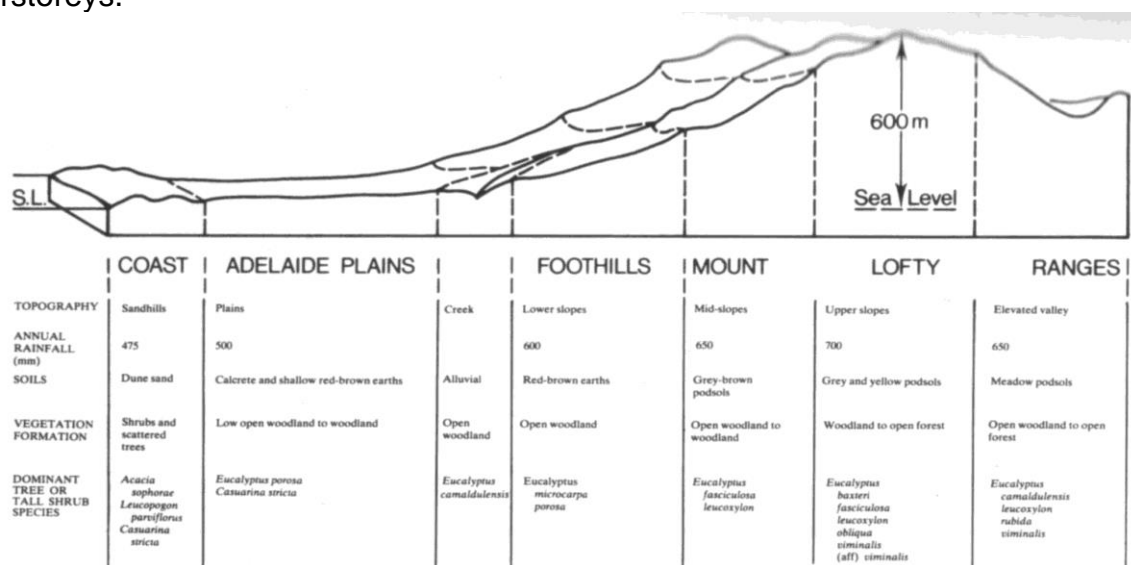 rstoreys.
600 m
S.L.
Sea Level
COAST ADELAIDE PLAINS FOOTHILLS MOUNT LOFTY RANGES
TOPOGRAPHY Sandhills Plains Creek Lower slopes Mid-slopes Upper slopes Elevated valley
ANNUAL
RAINFALL 475 500 600 650 700 650
(mm)
SOILS Dune sand Calcrete and shallow red-brown earths Alluvial Red-brown earths Grey-brown Grey and yellow podsols Meadow podsols
podsols
VEGETATION Shrubs and Low open woodland to woodland Open Open woodland Open woodland to Woodland to open forest Open woodland to open
FORMATION scattered woodland woodland forest
trees
DOMINANT Acacia Eucalyptus porosa Eucalyptus Eucalyptus Eucalyptus Eucalyptus Eucalyptus
TREE OR sophorae Casuarina stricta camaldulensis microcarpa fasciculosa baxteri camaldulensis
TALL SHRUB Leucopogon porosa leucoxylon fasciculosa leucoxylon
SPECIES parviflorus leucoxylon rubida
Casuarina obliqua viminalis
stricta viminalis
(aff) viminalis